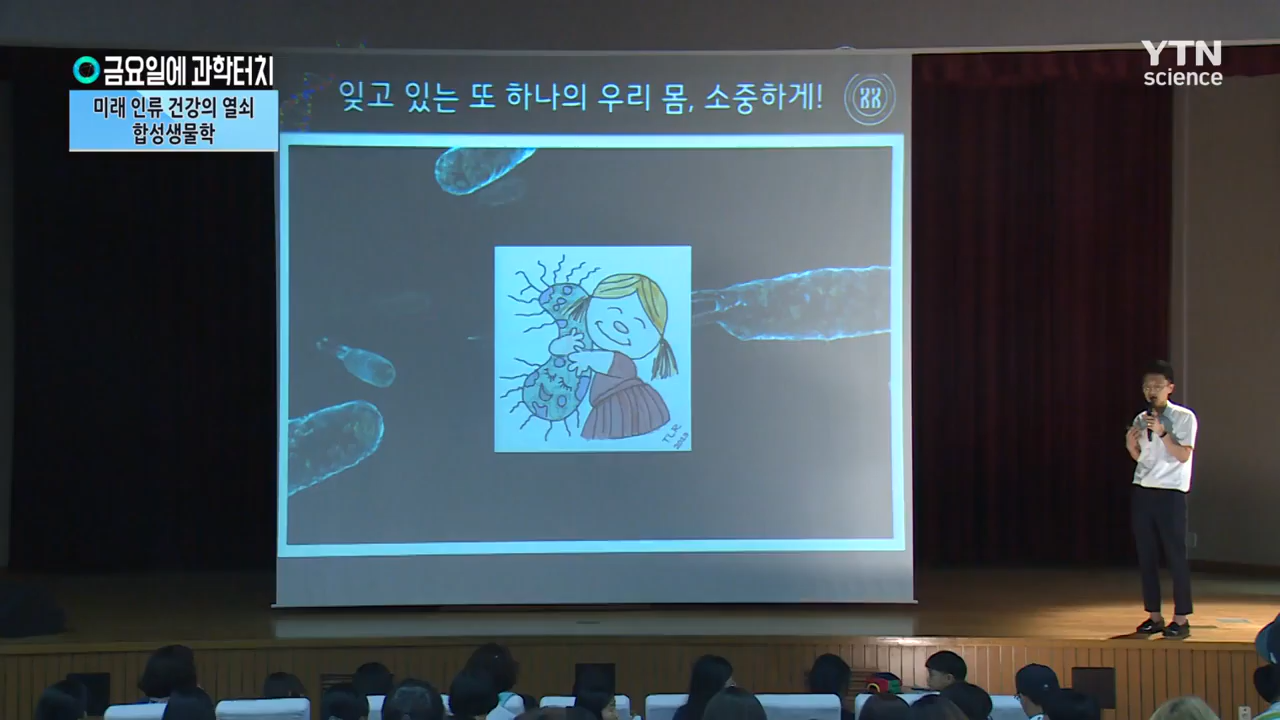 금요일에 과학터치
미래 인류 건강의 열쇠
합성생물학
YTN
science
잊고 있는 또 하나의 우리 몸, 소중하게!
TLR